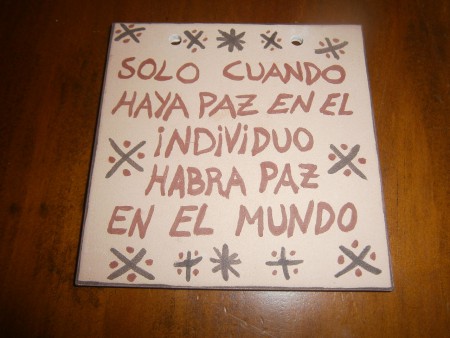 SOLO CUANDO
HAYA PAZ EN EL
iNDiViDUO
HABRA PAZ
EN EL MUNDO